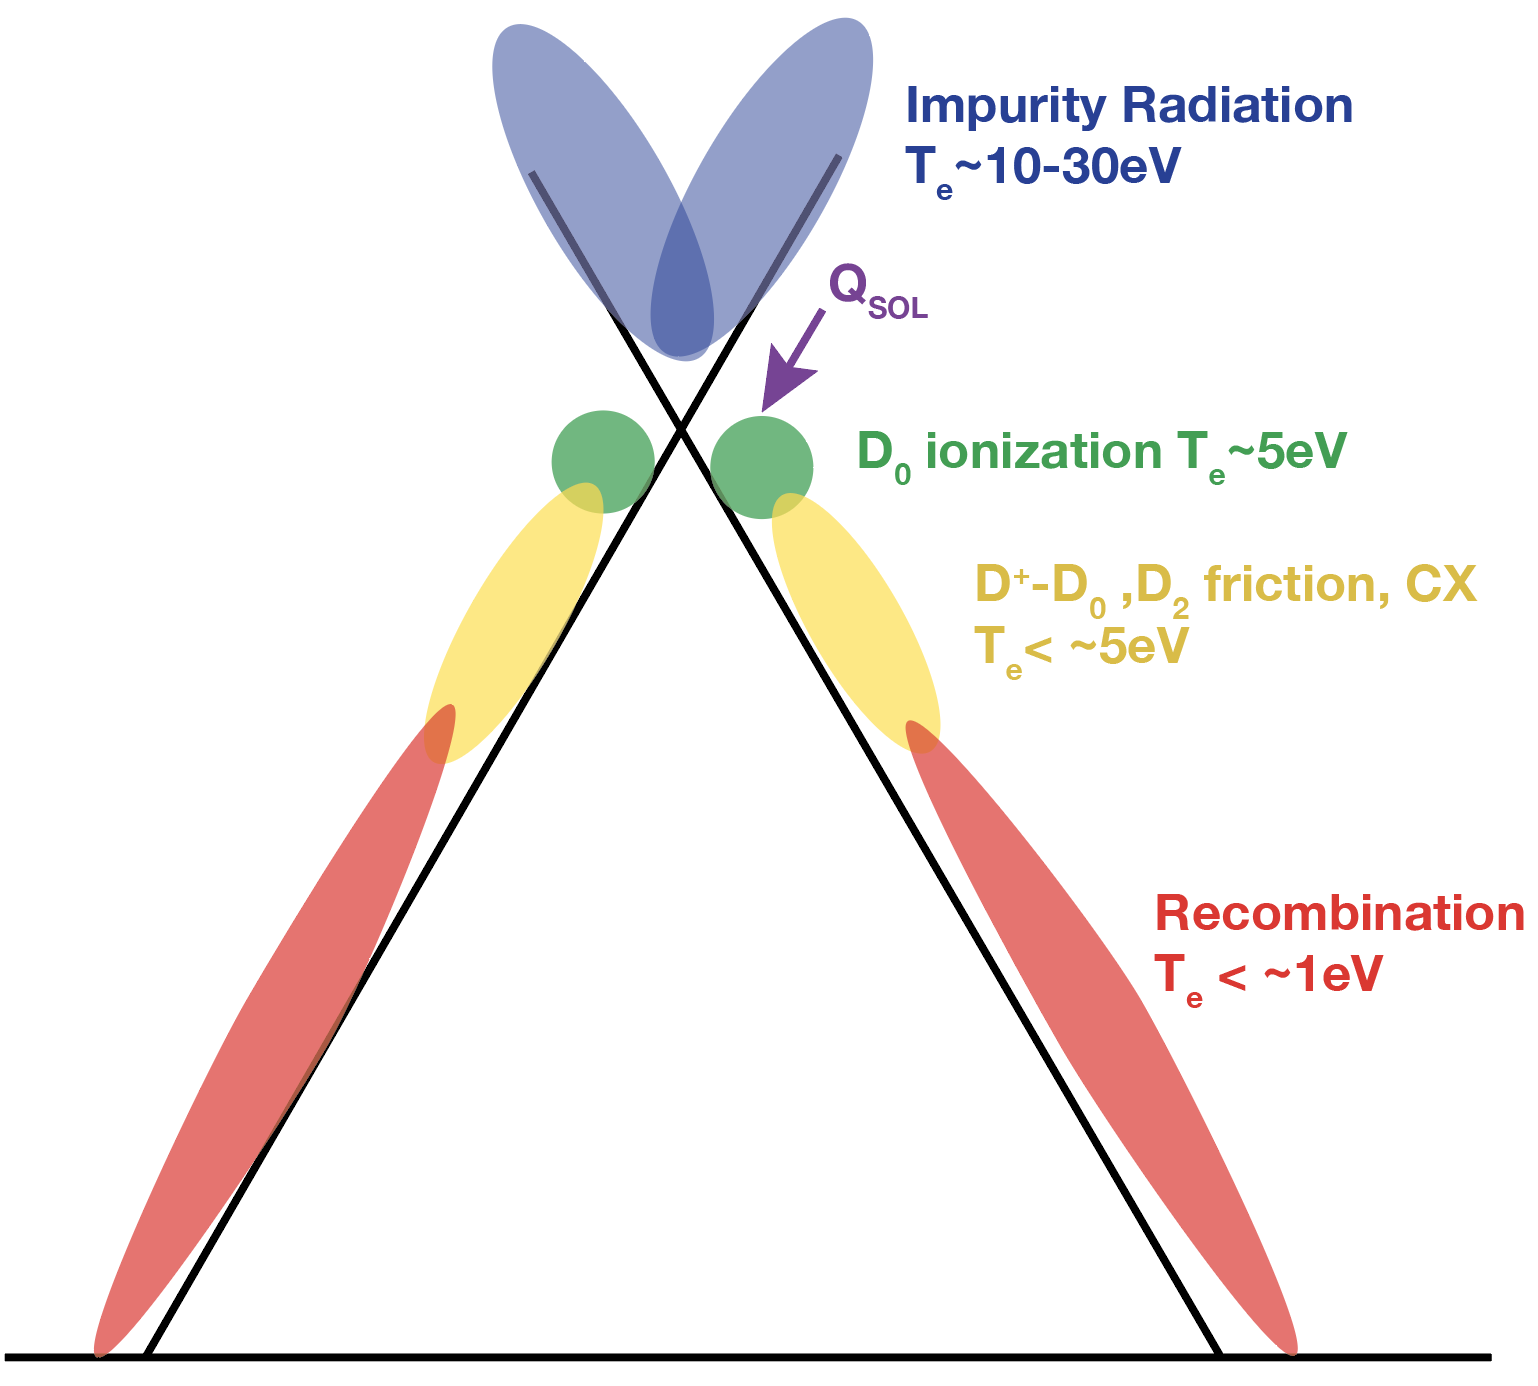 Impurity Radiation
Te~10-30eV
QSOL
D0 ionization Te~5eV
D+-D0 ,D2 friction, CX
Te< ~5eV
Recombination
Te < ~1eV